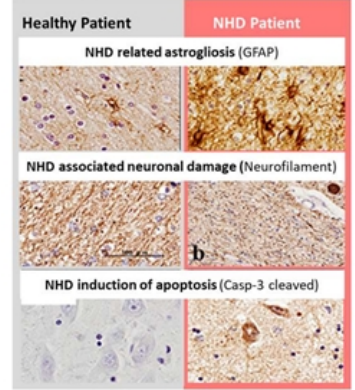 Healthy Patient NHD Patient
NHD related astrogliosis (GFAP)
NHD associated neuronal damage (Neurofilament)
b
NHD induction of apoptosis (Casp-3 cleaved)